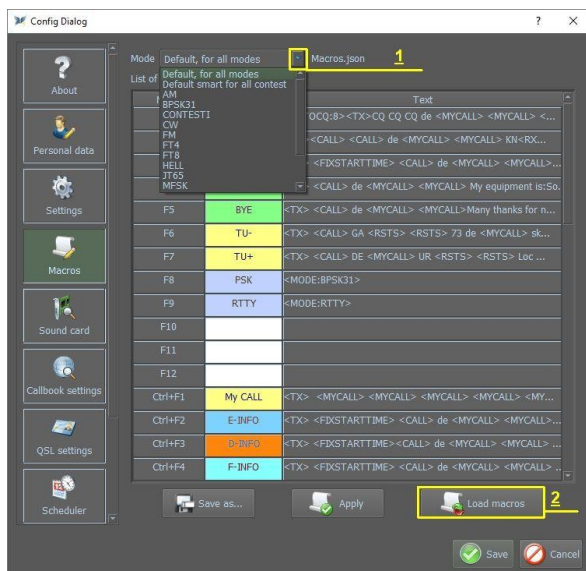 Config Dialog ? X
About
Personal data
Settings
Macros
Sound card
Callbook settings
QSL settings
Scheduler
Mode Default, for all modes Macros.json 1
Default, for all modes
Default smart for all contest
AM
BPSK31
CONTESTI
CW
FM
FT4
FT8
HELL
JT65
MFSK
List of
Text
OCQ:8><TX>CQ CQ CQ de <MYCALL> <MYCALL> <...
<CALL> <CALL> de <MYCALL> <MYCALL> KN<RX...
<FIXSTARTTIME> <CALL> de <MYCALL> <MYCALL>...
<CALL> de <MYCALL> <MYCALL> My equipment is:So...
F5 BYE <TX> <CALL> de <MYCALL> <MYCALL>Many thanks for n...
F6 TU- <TX> <CALL> GA <RSTS> <RSTS> 73 de <MYCALL> sk...
F7 TU+ <TX> <CALL> DE <MYCALL> UR <RSTS> <RSTS> Loc ...
F8 PSK <MODE:BPSK31>
F9 RTTY <MODE:RTTY>
F10
F11
F12
Ctrl+F1 My CALL <TX> <MYCALL> <MYCALL> <MYCALL> <MYCALL> <MY...
Ctrl+F2 E-INFO <TX> <FIXSTARTTIME> <CALL> de <MYCALL> <MYCALL>...
Ctrl+F3 D-INFO <TX> <FIXSTARTTIME><CALL> de <MYCALL> <MYCALL> ...
Ctrl+F4 F-INFO <TX> <FIXSTARTTIME> <CALL> de <MYCALL> <MYCALL>...
Save as... Apply Load macros 2
Save Cancel